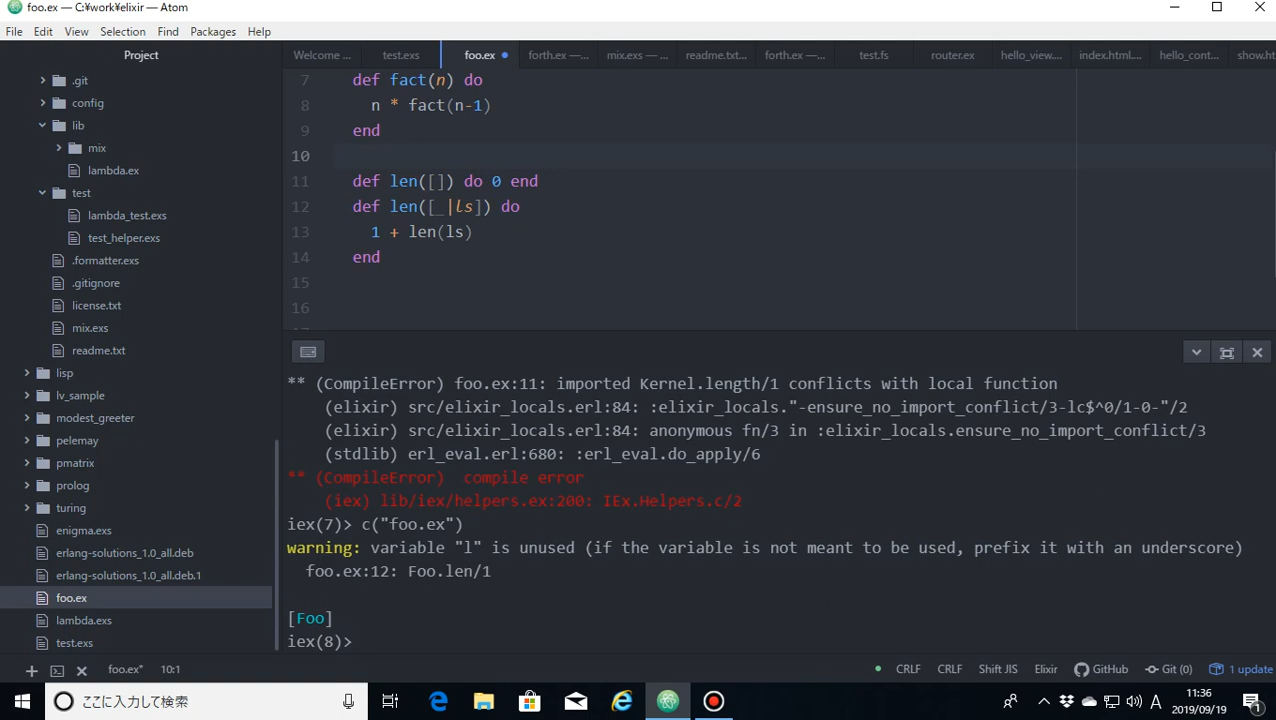 foo.ex — C:¥work¥elixir — Atom
File Edit View Selection Find Packages Help
Project
Welcome ... test.exs foo.ex forth.ex —... mix.exs —... readme.txt... forth.ex —... test.fs router.ex hello_view.... index.html.... hello_cont... show.ht
.git
config
lib
mix
lambda.ex
test
lambda_test.exs
test_helper.exs
.formatter.exs
.gitignore
license.txt
mix.exs
readme.txt
lisp
lv_sample
modest_greeter
pelemay
pmatrix
prolog
turing
enigma.exs
erlang-solutions_1.0_all.deb
erlang-solutions_1.0_all.deb.1
foo.ex
lambda.exs
test.exs
7 def fact(n) do
8 n * fact(n-1)
9 end
10
11 def len([]) do 0 end
12 def len([_|ls]) do
13 1 + len(ls)
14 end
15
16
** (CompileError) foo.ex:11: imported Kernel.length/1 conflicts with local function
(elixir) src/elixir_locals.erl:84: :elixir_locals."-ensure_no_import_conflict/3-lc$^0/1-0-"/2
(elixir) src/elixir_locals.erl:84: anonymous fn/3 in :elixir_locals.ensure_no_import_conflict/3
(stdlib) erl_eval.erl:680: :erl_eval.do_apply/6
** (CompileError)  compile error
(iex) lib/iex/helpers.ex:200: IEx.Helpers.c/2
iex(7)> c("foo.ex")
warning: variable "l" is unused (if the variable is not meant to be used, prefix it with an underscore)
foo.ex:12: Foo.len/1
[Foo]
iex(8)>
foo.ex* 10:1 CRLF CRLF Shift JIS Elixir GitHub Git (0) 1 update
ここに入力して検索 A 11:36
2019/09/19 1